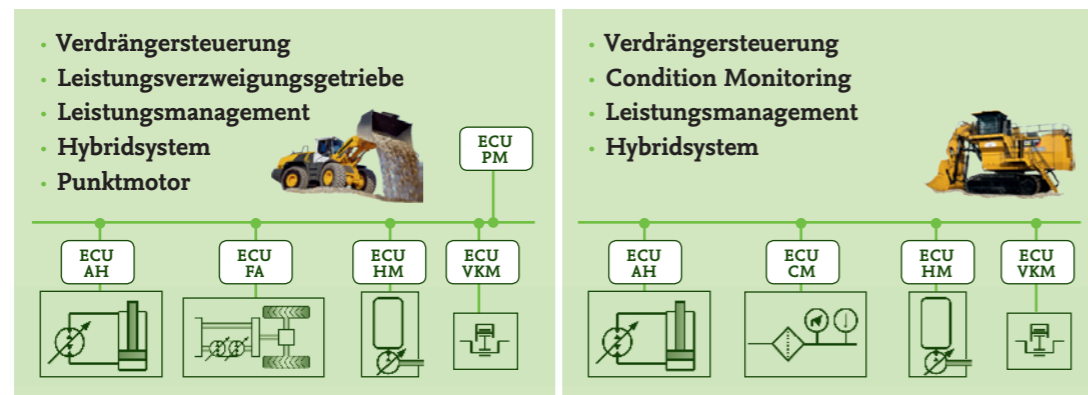 · Verdrängersteuerung
· Leistungsverzweigungsgetriebe
· Leistungsmanagement
· Hybridsystem
· Punktmotor
ECU
PM
ECU
AH
ECU
FA
ECU
HM
ECU
VKM
· Verdrängersteuerung
· Condition Monitoring
· Leistungsmanagement
· Hybridsystem
ECU
AH
ECU
CM
ECU
HM
ECU
VKM